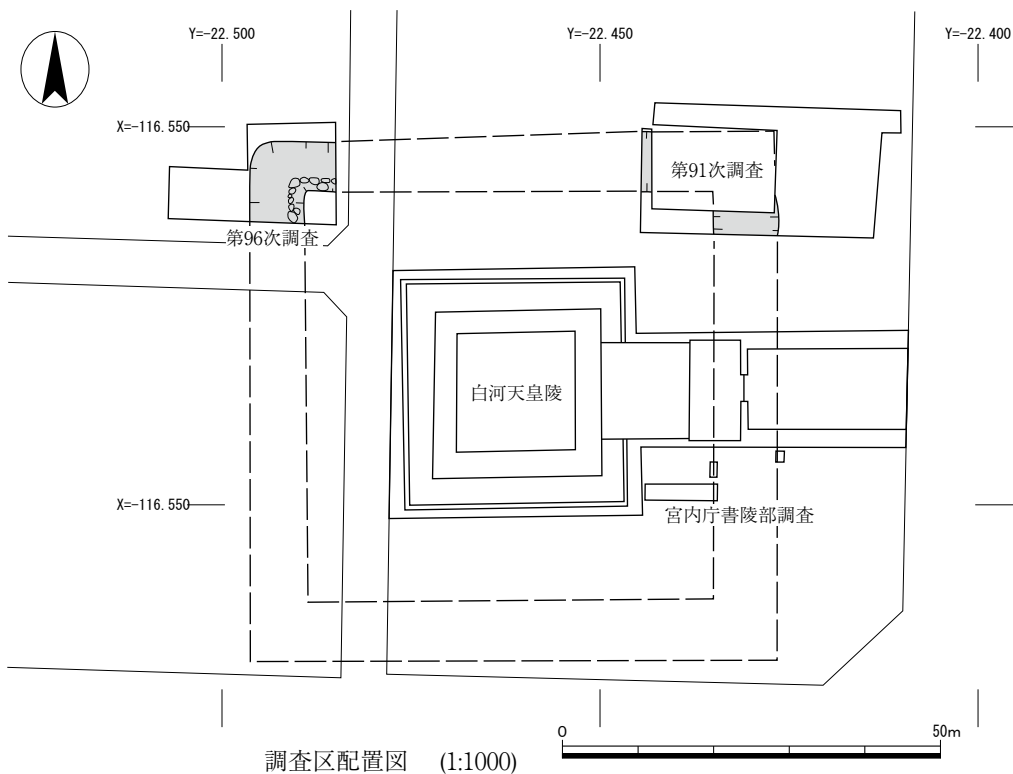 Y=-22.500
Y=-22.450
Y=-22.400
X=-116.550
第91次調査
第96次調査
白河天皇陵
X=-116.550
宮内庁書陵部調査
0
50m
調査区配置図 (1:1000)